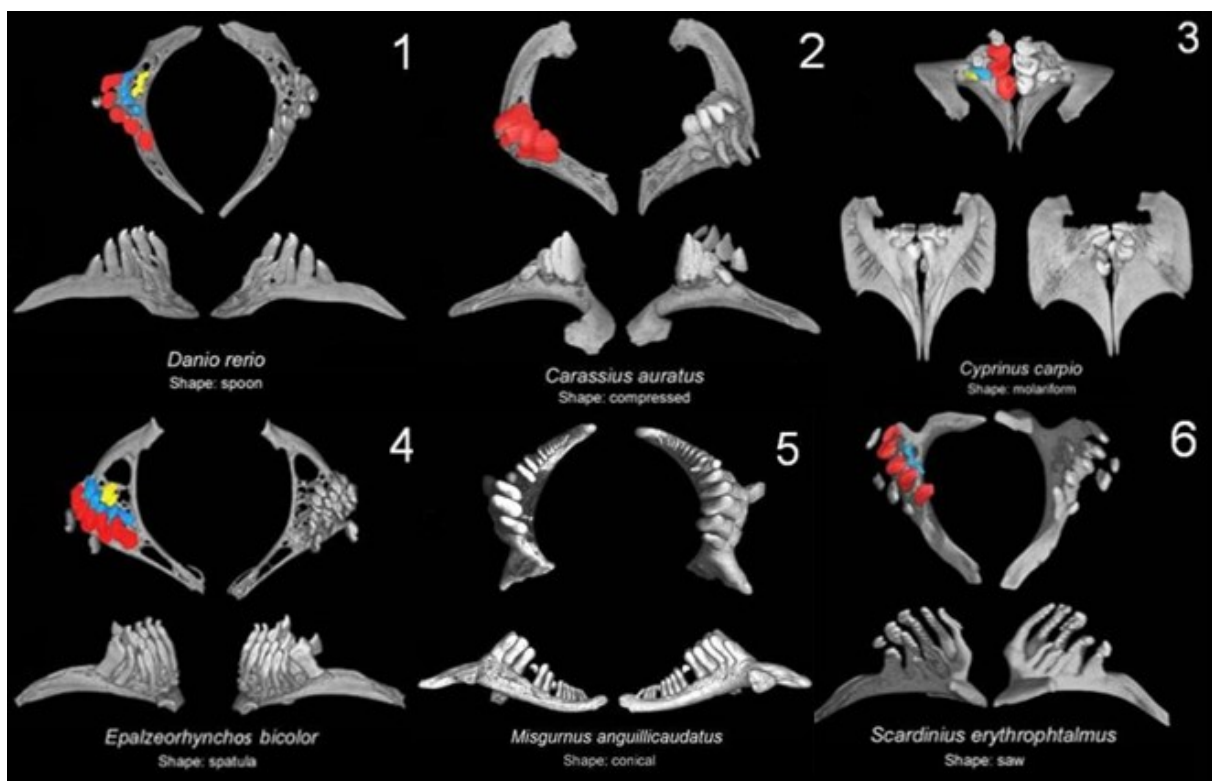 1
Danio rerio
Shape: spoon
2
Carassius auratus
Shape: compressed
3
Cyprinus carpio
Shape: molariform
4
Epalzeorhynchos bicolor
Shape: spatula
5
Misgurnus anguillicaudatus
Shape: conical
6
Scardinius erythrophtalmus
Shape: saw